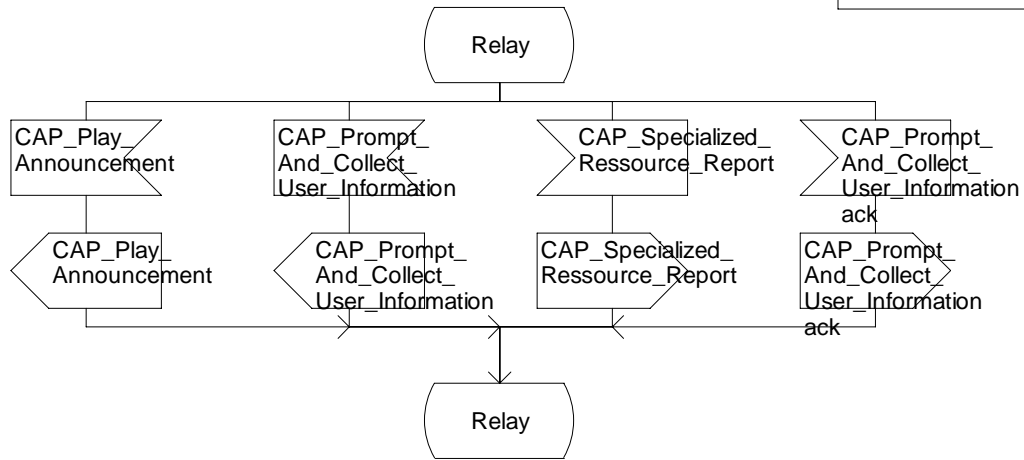 Relay
CAP_Play_
Announcement
CAP_Prompt_
And_Collect_
User_Information
CAP_Specialized_
Ressource_Report
CAP_Prompt_
And_Collect_
User_Information
ack
CAP_Play_
Announcement
CAP_Prompt_
And_Collect_
User_Information
CAP_Specialized_
Ressource_Report
CAP_Prompt_
And_Collect_
User_Information
ack
Relay